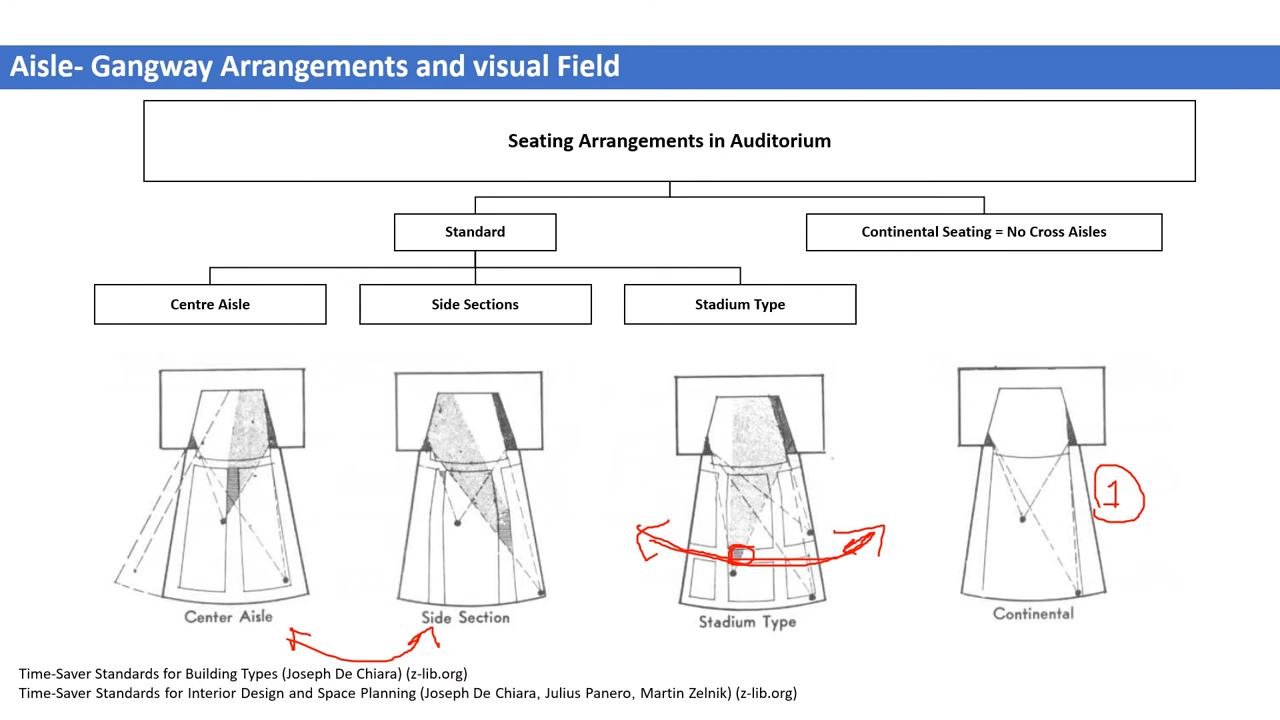 Aisle- Gangway Arrangements and visual Field
Seating Arrangements in Auditorium
Standard
Continental Seating = No Cross Aisles
Centre Aisle
Side Sections
Stadium Type
1
Center Aisle
Side Section
Stadium Type
Continental
Time-Saver Standards for Building Types (Joseph De Chiara) (z-lib.org)
Time-Saver Standards for Interior Design and Space Planning (Joseph De Chiara, Julius Panero, Martin Zelnik) (z-lib.org)